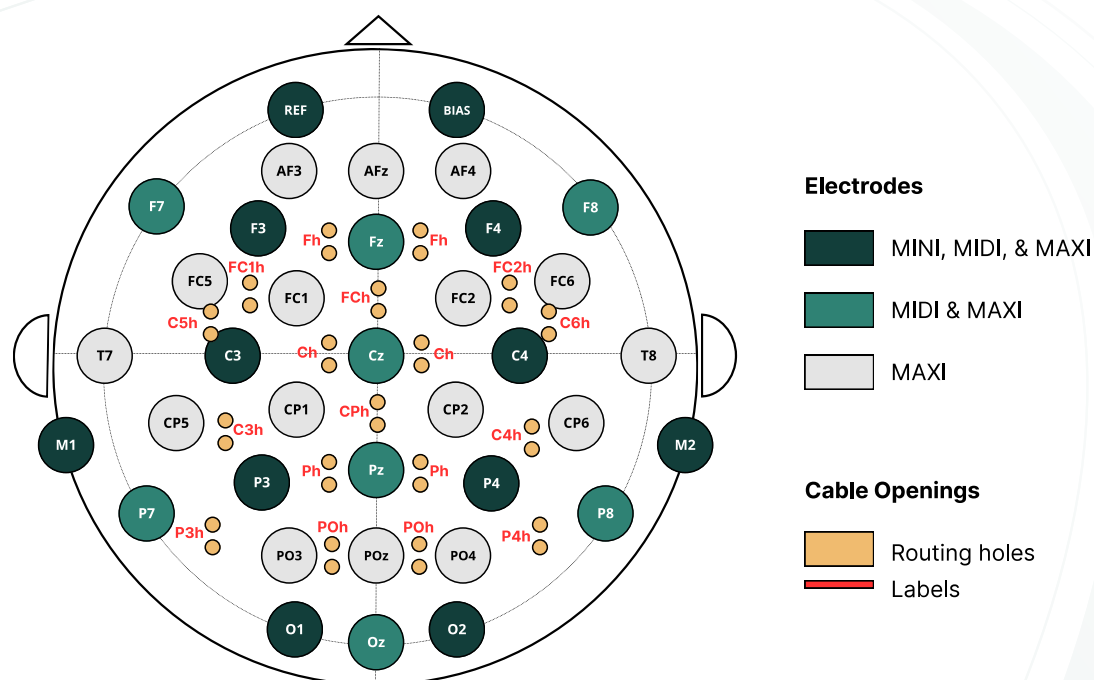 REF
BIAS
AF3
AFz
AF4
F7
F3
Fh
Fz
Fh
F4
F8
FC5
FC1h
FC1
FCh
FC2
FC2h
FC6
C5h
C6h
T7
C3
Ch
Cz
Ch
C4
T8
CP5
C3h
CP1
CPh
CP2
C4h
CP6
M1
M2
P3
Ph
Pz
Ph
P4
P7
P8
P3h
POh
POh
P4h
PO3
POz
PO4
O1
Oz
O2
Electrodes
MINI, MIDI, & MAXI
MIDI & MAXI
MAXI
Cable Openings
Routing holes
Labels